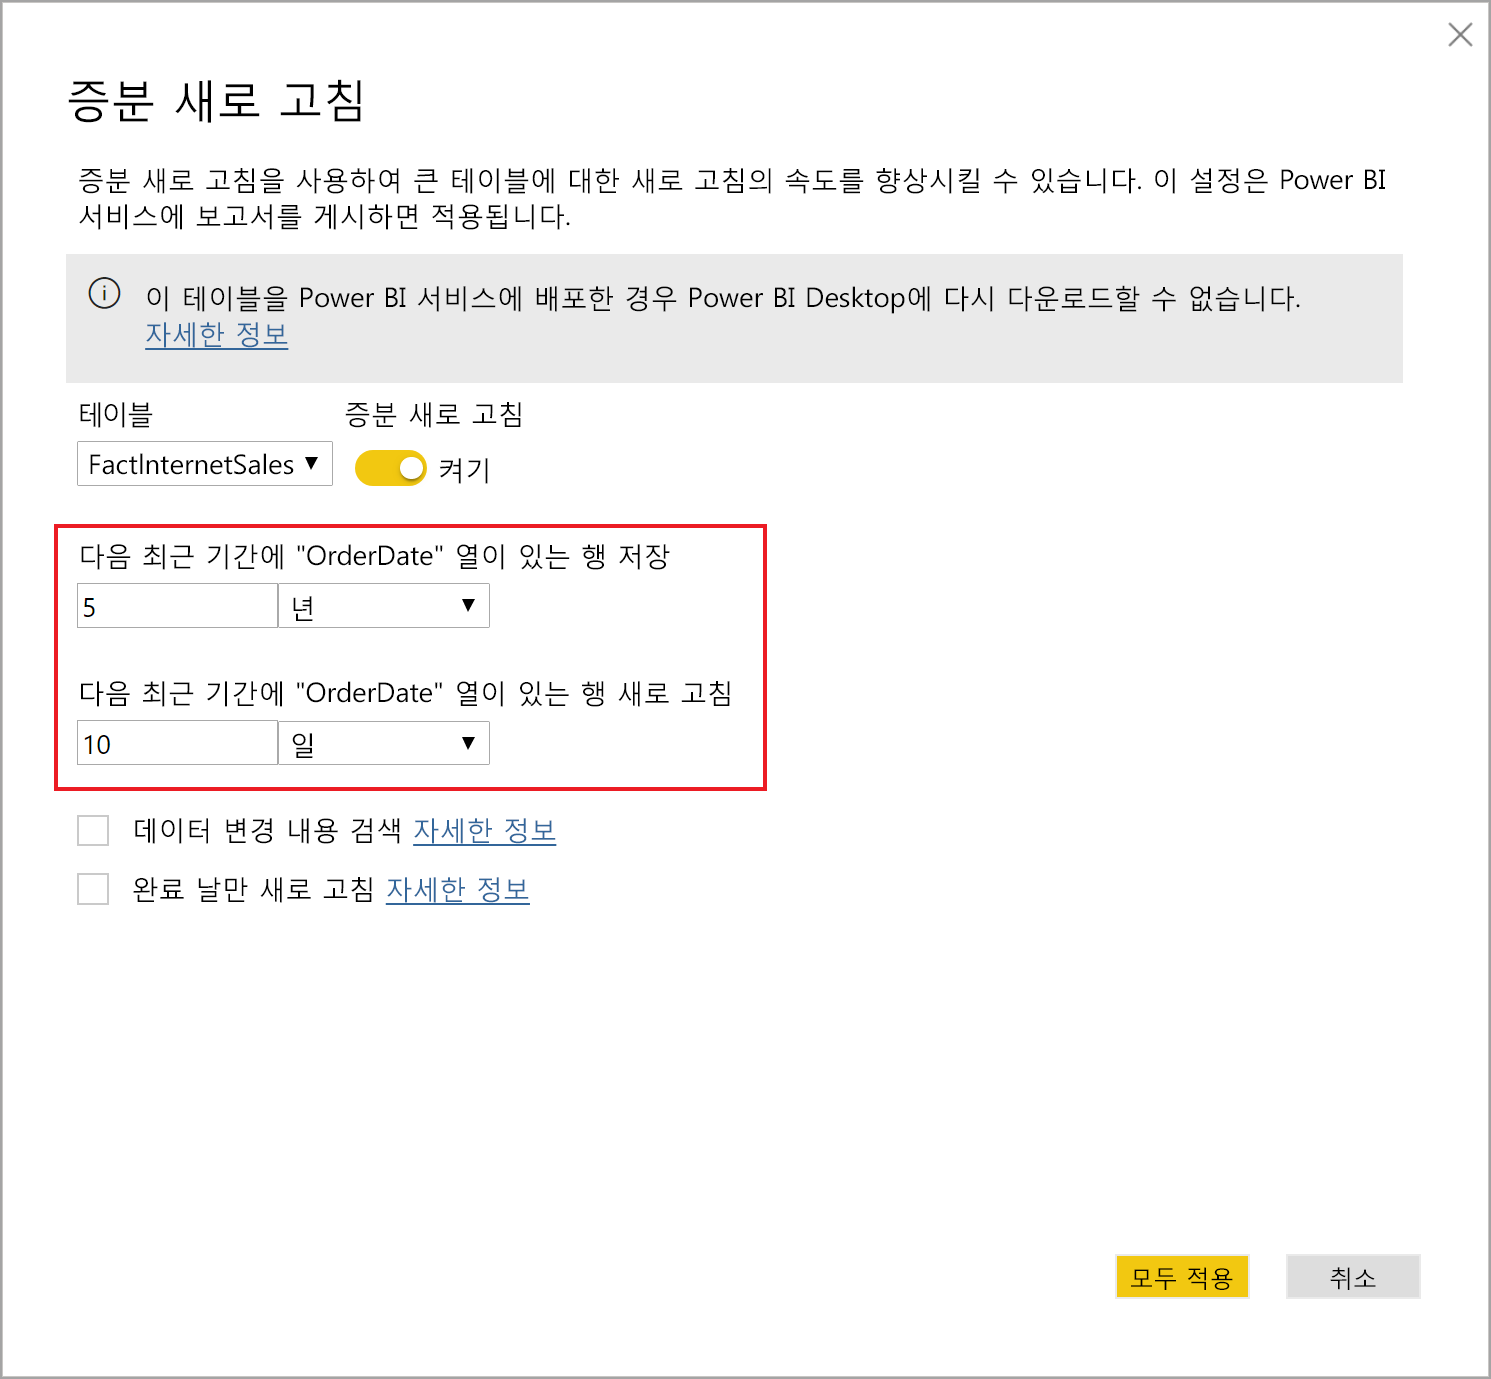 증분 새로 고침
증분 새로 고침을 사용하여 큰 테이블에 대한 새로 고침의 속도를 향상시킬 수 있습니다. 이 설정은 Power BI
서비스에 보고서를 게시하면 적용됩니다.
이 테이블을 Power BI 서비스에 배포한 경우 Power BI Desktop에 다시 다운로드할 수 없습니다.
자세한 정보
테이블 증분 새로 고침
FactInternetSales 켜기
다음 최근 기간에 "OrderDate" 열이 있는 행 저장
5 년
다음 최근 기간에 "OrderDate" 열이 있는 행 새로 고침
10 일
데이터 변경 내용 검색 자세한 정보
완료 날만 새로 고침 자세한 정보
모두 적용 취소